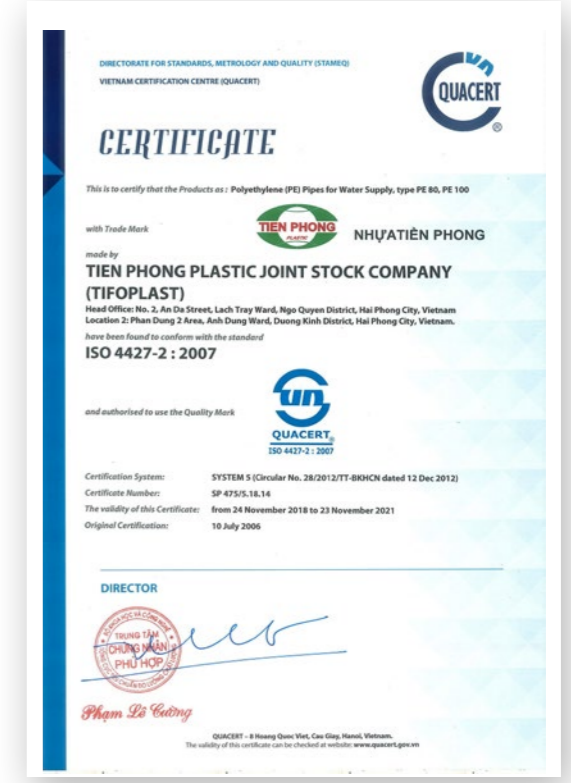 DIRECTORATE FOR STANDARDS, METROLOGY AND QUALITY (STAMEQ)
VIETNAM CERTIFICATION CENTRE (QUACERT)
QUACERT
®
CERTIFICATE
This is to certify that the Products as : Polyethylene (PE) Pipes for Water Supply, type PE 80, PE 100
with Trade Mark
TIEN PHONG
PLASTIC
NHỰA TIỀN PHONG
made by
TIEN PHONG PLASTIC JOINT STOCK COMPANY
(TIFOPLAST)
Head Office: No. 2, An Da Street, Lach Tray Ward, Ngo Quyen District, Hai Phong City, Vietnam
Location 2: Phan Dung 2 Area, Anh Dung Ward, Duong Kinh District, Hai Phong City, Vietnam.
have been found to conform with the standard
ISO 4427-2 : 2007
and authorised to use the Quality Mark
QUACERT®
ISO 4427-2 : 2007
Certification System: SYSTEM 5 (Circular No. 28/2012/TT-BKHCN dated 12 Dec 2012)
Certificate Number: SP 475/5.18.14
The validity of this Certificate: from 24 November 2018 to 23 November 2021
Original Certification: 10 July 2006
DIRECTOR
BỘ KHOA HỌC VÀ CÔNG NGHỆ
TRUNG TÂM
CHỨNG NHẬN
PHÙ HỢP
Phạm Lê Cường
QUACERT – 8 Hoang Quoc Viet, Cau Giay, Hanoi, Vietnam.
The validity of this certificate can be checked at website: www.quacert.gov.vn